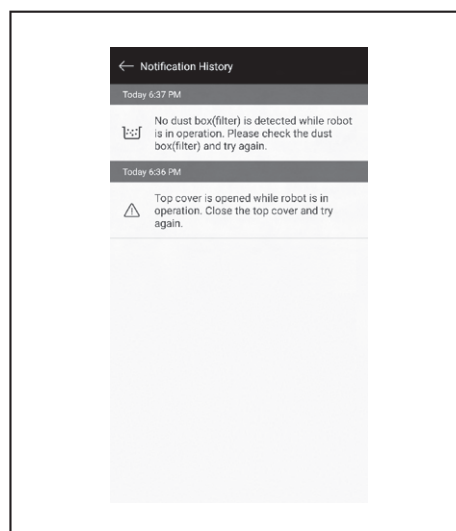 ← Notification History
Today 6:37 PM
No dust box(filter) is detected while robot
is in operation. Please check the dust
box(filter) and try again.
Today 6:36 PM
Top cover is opened while robot is in
operation. Close the top cover and try
again.